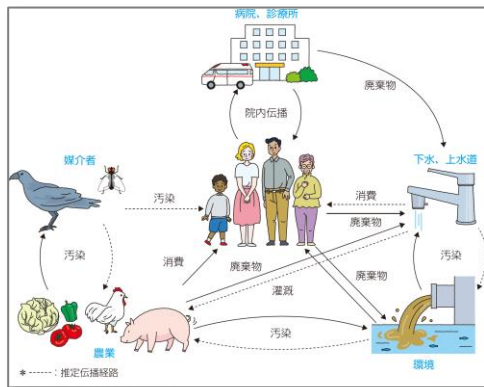 病院、診療所
廃棄物
院内伝播
媒介者
下水、上水道
汚染
消費
廃棄物
汚染
消費
廃棄物
廃棄物
汚染
灌漑
汚染
農業
環境
* ------：推定伝播経路